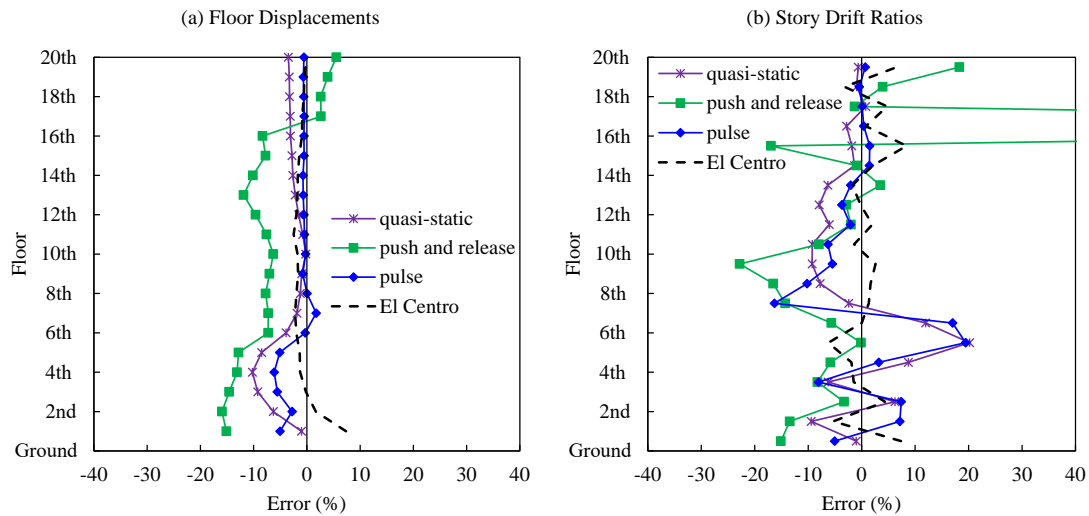 (a) Floor Displacements
20th
18th
16th
14th
12th
10th
8th
6th
4th
2nd
Ground
Floor
-40 -30 -20 -10 0 10 20 30 40
Error (%)
quasi-static
push and release
pulse
El Centro
(b) Story Drift Ratios
20th
18th
16th
14th
12th
10th
8th
6th
4th
2nd
Ground
Floor
-40 -30 -20 -10 0 10 20 30 40
Error (%)
quasi-static
push and release
pulse
El Centro